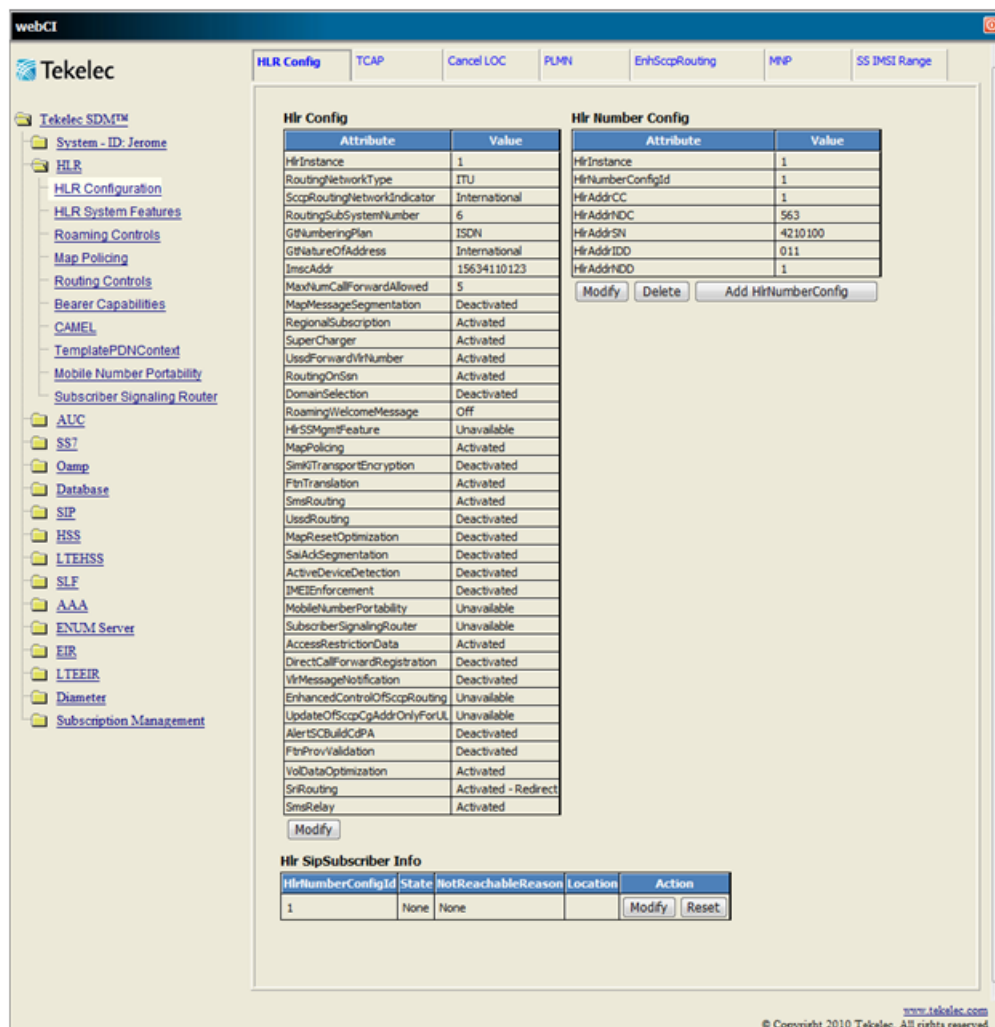 webCI
Tekelec
HLR Config TCAP Cancel LOC PLMN EnhSccpRouting MNP SS IMSI Range
Tekelec SDM™
System - ID: Jerome
HLR
HLR Configuration
HLR System Features
Roaming Controls
Map Policing
Routing Controls
Bearer Capabilities
CAMEL
TemplatePDNContext
Mobile Number Portability
Subscriber Signaling Router
AUC
SS7
Oamp
Database
SIP
HSS
LTEHSS
SLF
AAA
ENUM Server
EIR
LTEEIR
Diameter
Subscription Management
Hlr Config
Attribute Value
HlrInstance 1
RoutingNetworkType ITU
SccpRoutingNetworkIndicator International
RoutingSubSystemNumber 6
GtNumberingPlan ISDN
GtNatureOfAddress International
ImscAddr 15634110123
MaxNumCallForwardAllowed 5
MapMessageSegmentation Deactivated
RegionalSubscription Activated
SuperCharger Activated
UssdForwardVlrNumber Activated
RoutingOnSsn Activated
DomainSelection Deactivated
RoamingWelcomeMessage Off
HlrSSMgmtFeature Unavailable
MapPolicing Activated
SimKiTransportEncryption Deactivated
FtnTranslation Activated
SmsRouting Activated
UssdRouting Deactivated
MapResetOptimization Deactivated
SaiAckSegmentation Deactivated
ActiveDeviceDetection Deactivated
IMEIEnforcement Deactivated
MobileNumberPortability Unavailable
SubscriberSignalingRouter Unavailable
AccessRestrictionData Activated
DirectCallForwardRegistration Deactivated
VlrMessageNotification Deactivated
EnhancedControlOfSccpRouting Unavailable
UpdateOfSccpCgAddrOnlyForUL Unavailable
AlertSCBuildCdPA Deactivated
FtnProvValidation Deactivated
VolDataOptimization Activated
SriRouting Activated - Redirect
SmsRelay Activated
Modify
Hlr Number Config
Attribute Value
HlrInstance 1
HlrNumberConfigId 1
HlrAddrCC 1
HlrAddrNDC 563
HlrAddrSN 4210100
HlrAddrIDD 011
HlrAddrNDD 1
Modify Delete Add HlrNumberConfig
Hlr SipSubscriber Info
HlrNumberConfigId State NotReachableReason Location Action
1 None None Modify Reset
www.tekelec.com
© Copyright 2010 Tekelec. All rights reserved